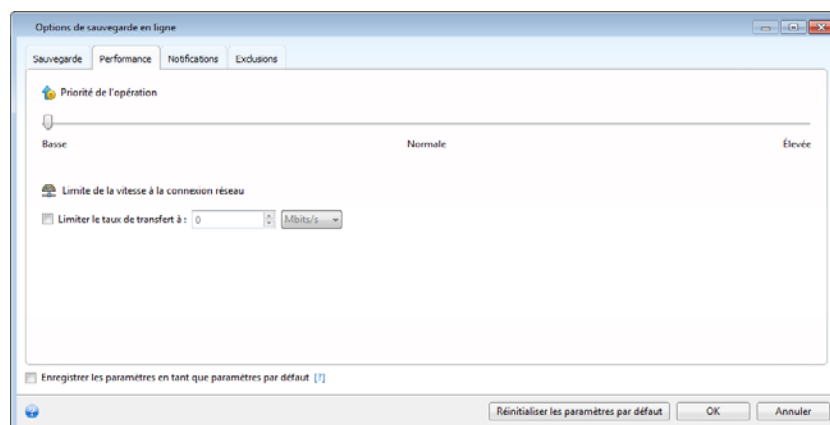 Options de sauvegarde en ligne
Sauvegarde Performance Notifications Exclusions
Priorité de l'opération
Basse Normale Élevée
Limite de la vitesse à la connexion réseau
Limiter le taux de transfert à : 0 Mbits/s
Enregistrer les paramètres en tant que paramètres par défaut [?]
Réinitialiser les paramètres par défaut OK Annuler